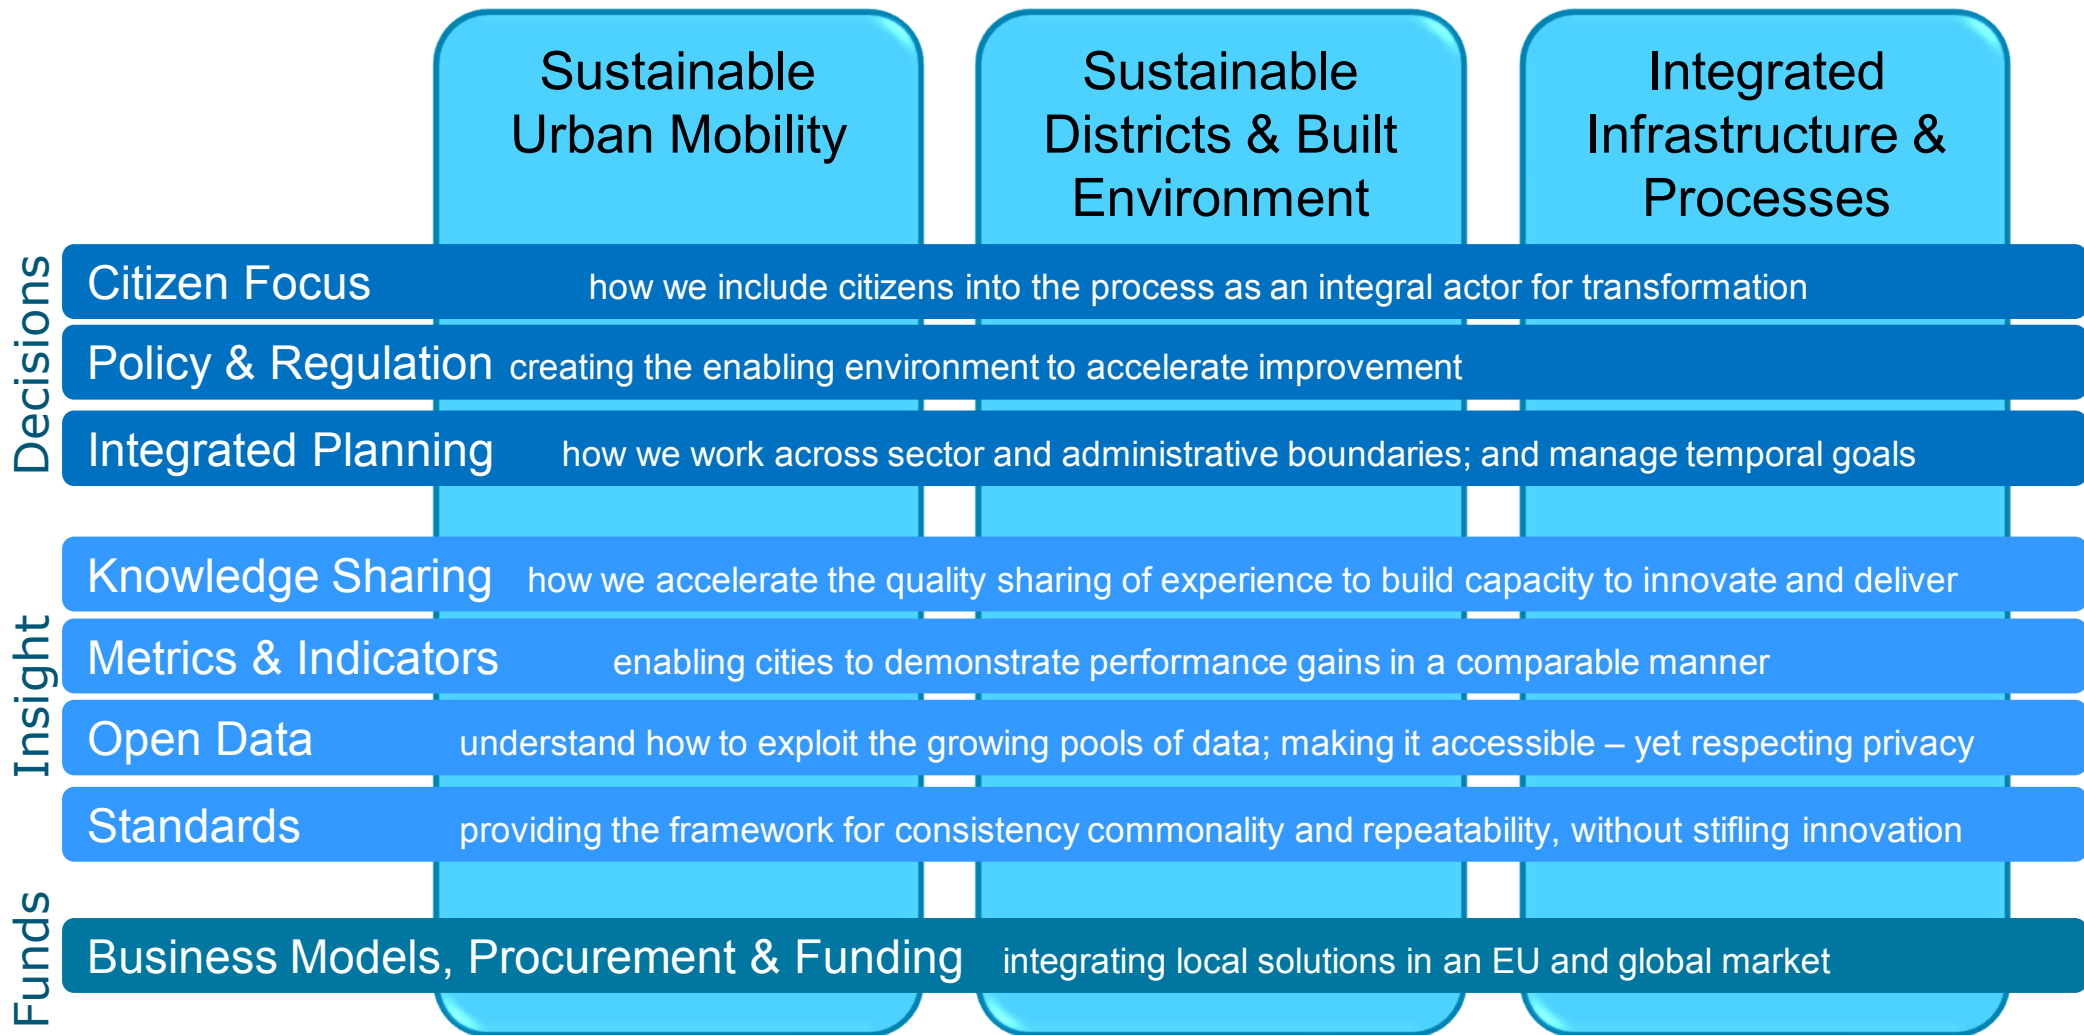 Sustainable
Urban Mobility
Sustainable
Districts & Built
Environment
Integrated
Infrastructure &
Processes
Decisions
Citizen Focus how we include citizens into the process as an integral actor for transformation
Policy & Regulation creating the enabling environment to accelerate improvement
Integrated Planning how we work across sector and administrative boundaries; and manage temporal goals
Insight
Knowledge Sharing how we accelerate the quality sharing of experience to build capacity to innovate and deliver
Metrics & Indicators enabling cities to demonstrate performance gains in a comparable manner
Open Data understand how to exploit the growing pools of data; making it accessible – yet respecting privacy
Standards providing the framework for consistency commonality and repeatability, without stifling innovation
Funds
Business Models, Procurement & Funding integrating local solutions in an EU and global market